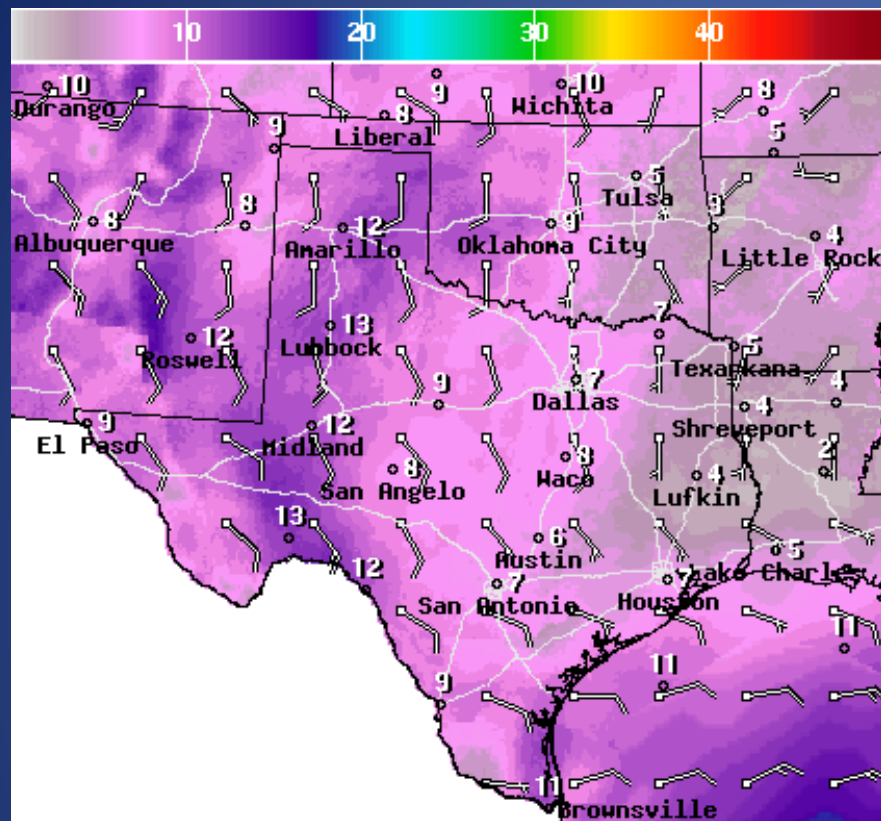 10 20 30 40
10 9 10 8
Durango Wichita
9 Liberal 8 5
5
Tulsa
8 8 12 9 8 4
Albuquerque Amarillo Oklahoma City Little Rock
12 13 7
Roswell Lubbock 5
Texarkana
9 7 4 4
Dallas
9 12 Shreveport
El Paso Midland 8 8 4 2
San Angelo Waco Lufkin
13 6 5
Austin Lake Charles
12 7
San Antonio Houston
11
9 11
11
Brownsville